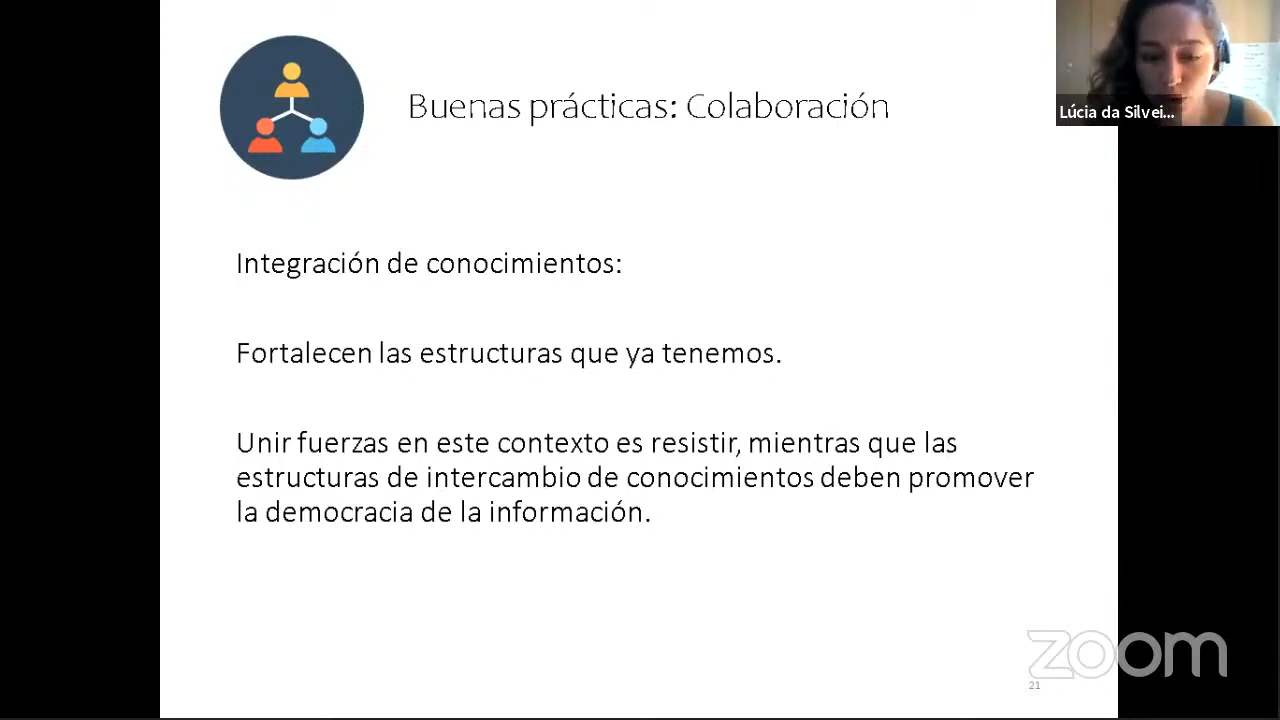 Buenas prácticas: Colaboración
Lúcia da Silvei...
Integración de conocimientos:
Fortalecen las estructuras que ya tenemos.
Unir fuerzas en este contexto es resistir, mientras que las
estructuras de intercambio de conocimientos deben promover
la democracia de la información.
zoom
21